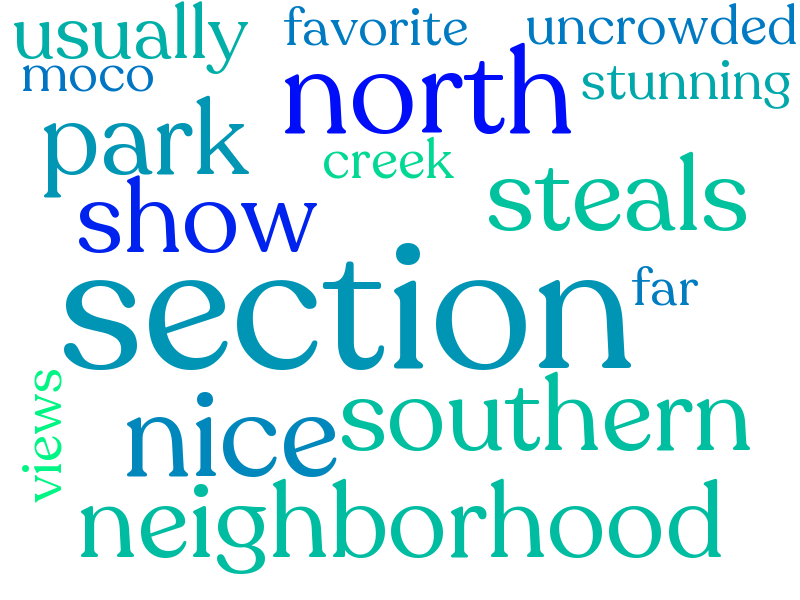 usually favorite uncrowded
moco north stunning
park creek
show steals
section far
views nice southern
neighborhood